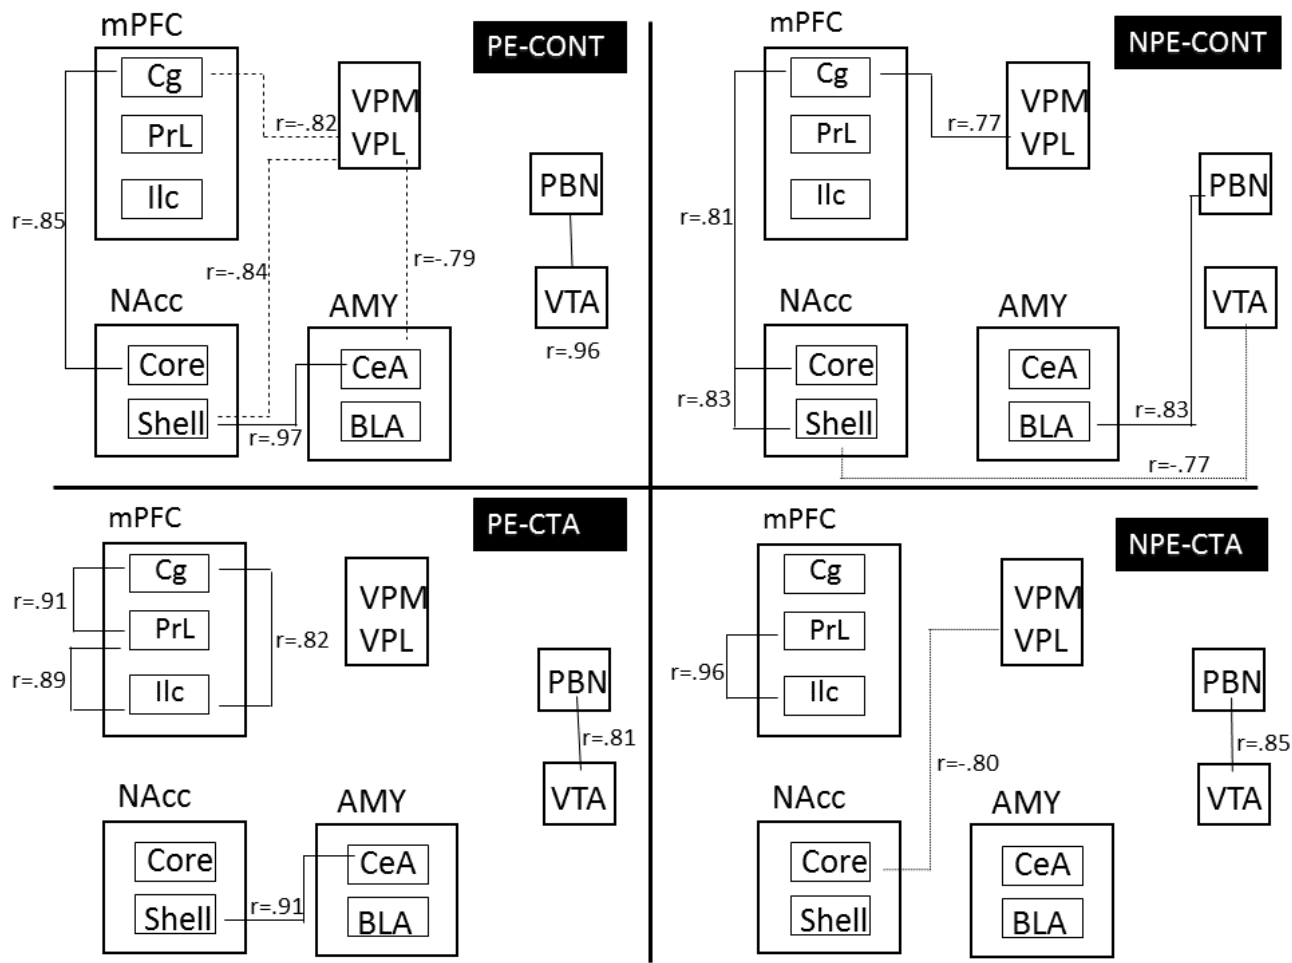 mPFC
PE-CONT
Cg
VPM
r=-.82
PrL
VPL
PBN
Ilc
r=.85
r=-.84
r=-.79
NAcc
AMY
VTA
Core
CeA
r=.96
Shell
BLA
r=.97
mPFC
NPE-CONT
Cg
VPM
r=.77
PrL
VPL
PBN
Ilc
r=.81
NAcc
AMY
VTA
Core
CeA
r=.83
Shell
BLA
r=.83
r=-.77
mPFC
PE-CTA
Cg
VPM
r=.91
PrL
VPL
r=.82
r=.89
Ilc
PBN
r=.81
NAcc
AMY
VTA
Core
CeA
Shell
r=.91
BLA
mPFC
NPE-CTA
Cg
VPM
PrL
VPL
r=.96
Ilc
PBN
r=.85
r=-.80
NAcc
AMY
VTA
Core
CeA
Shell
BLA